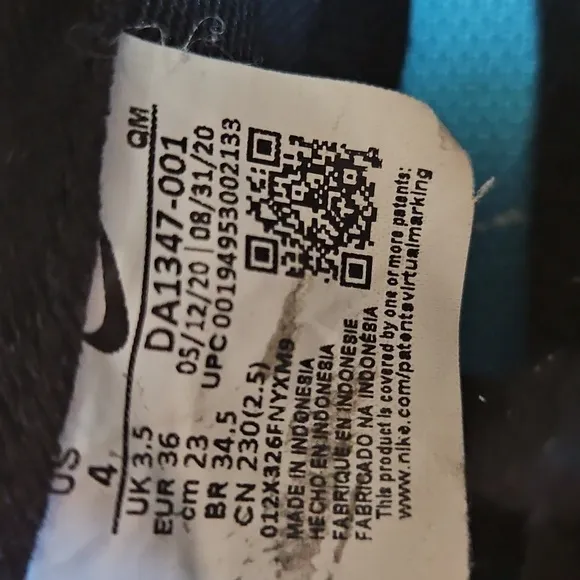 US
4
UK 3.5
EUR 36
cm 23
BR 34.5
CN 230(2.5)
QM
DA1347-001
05/12/20 | 08/31/20
UPC 00194953002133
012X326FNYXM9
MADE IN INDONESIA
HECHO EN INDONESIA
FABRIQUE EN INDONESIE
FABRICADO NA INDONÉSIA
This product is covered by one or more patents:
www.nike.com/patentsvirtualmarking